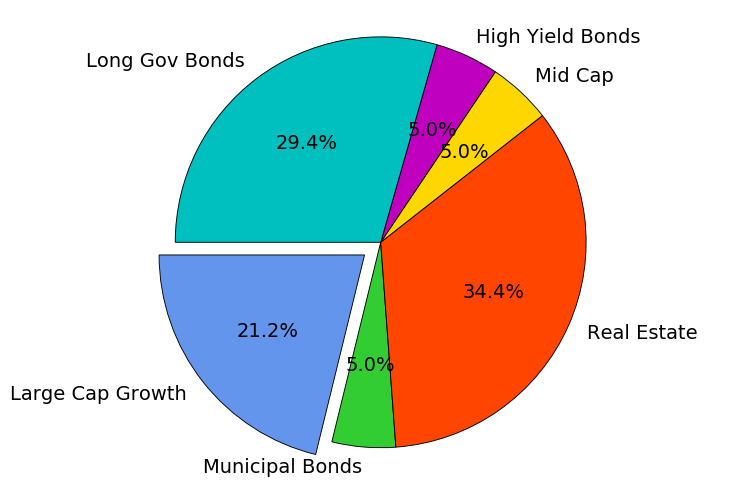 High Yield Bonds
Long Gov Bonds
Mid Cap
5.0%
29.4%
5.0%
34.4%
21.2%
Real Estate
5.0%
Large Cap Growth
Municipal Bonds